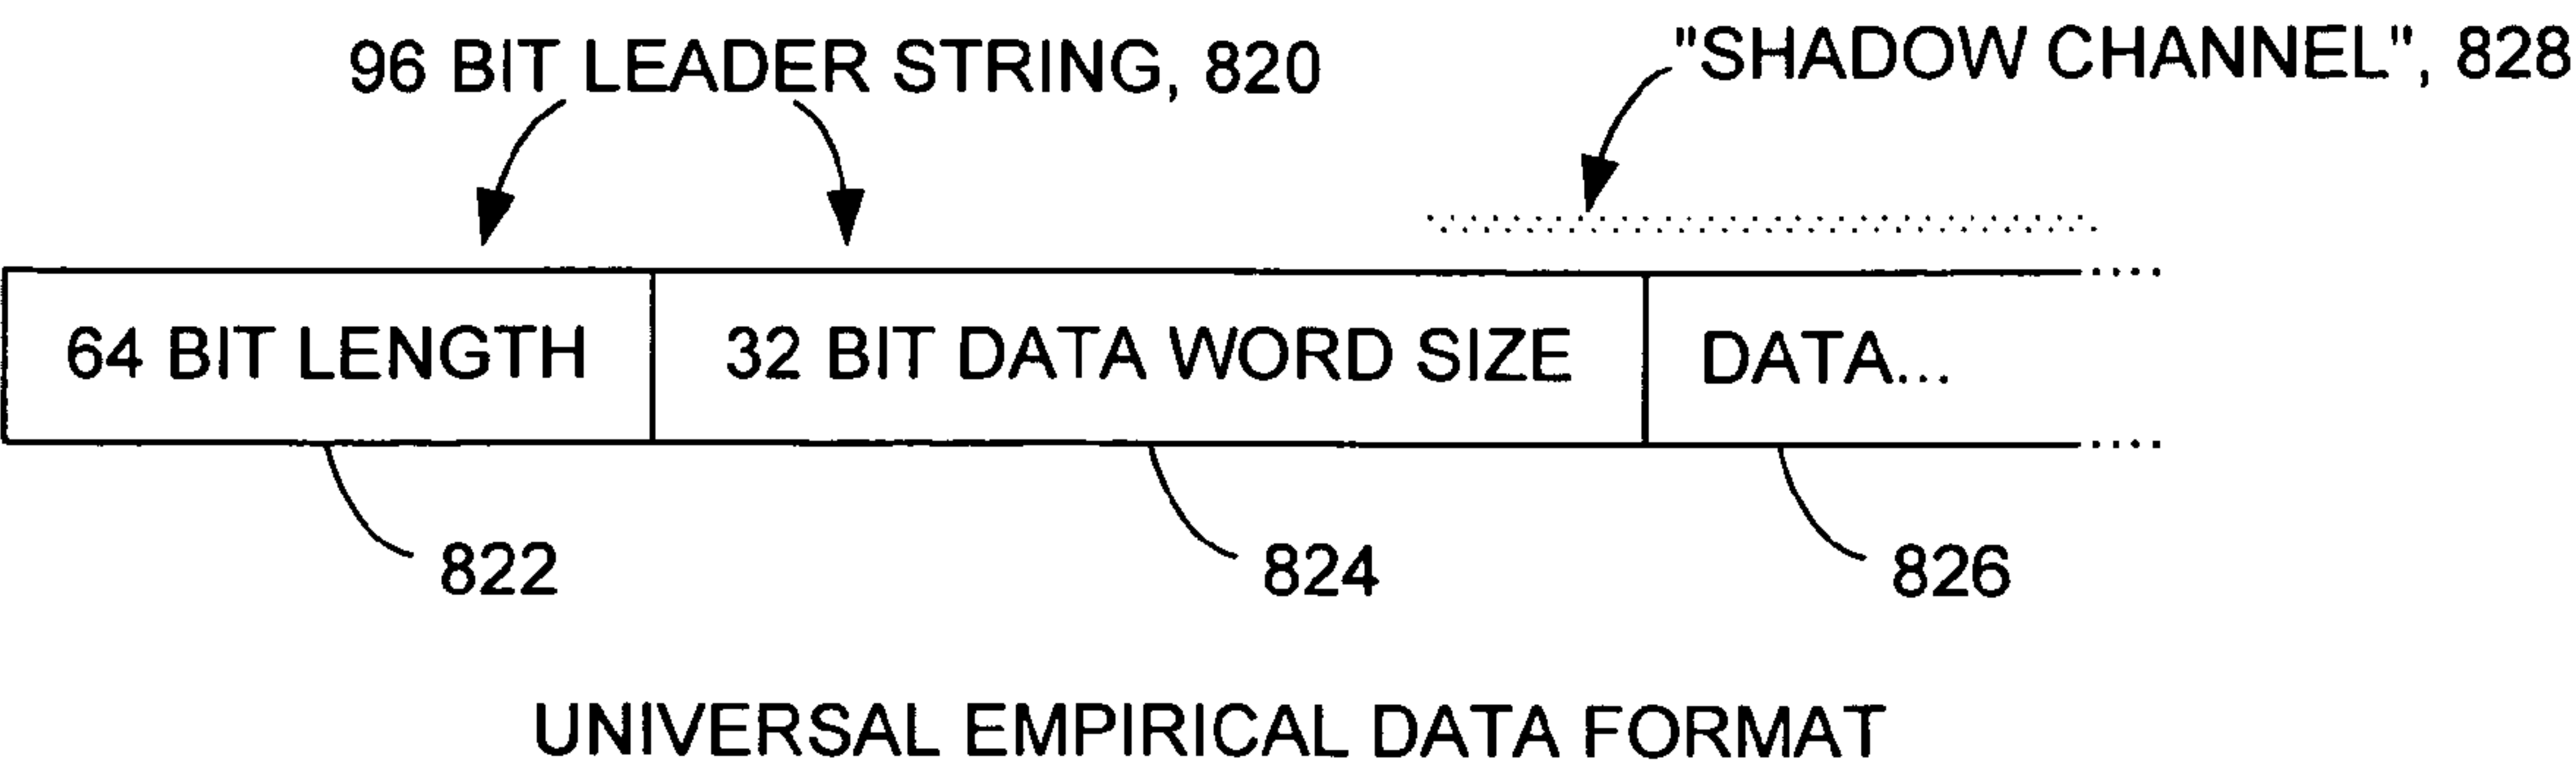 96 BIT LEADER STRING, 820
"SHADOW CHANNEL", 828
64 BIT LENGTH
32 BIT DATA WORD SIZE
DATA...
822
824
826
UNIVERSAL EMPIRICAL DATA FORMAT